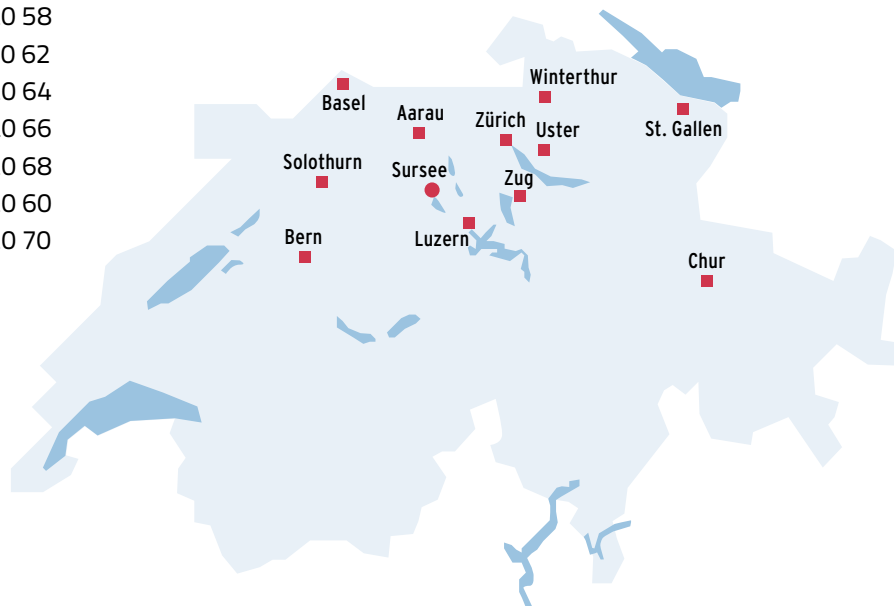 0 58
0 62
0 64
0 66
0 68
0 60
0 70
Winterthur
Basel
Aarau
Zürich
Uster
St. Gallen
Solothurn
Sursee
Zug
Bern
Luzern
Chur